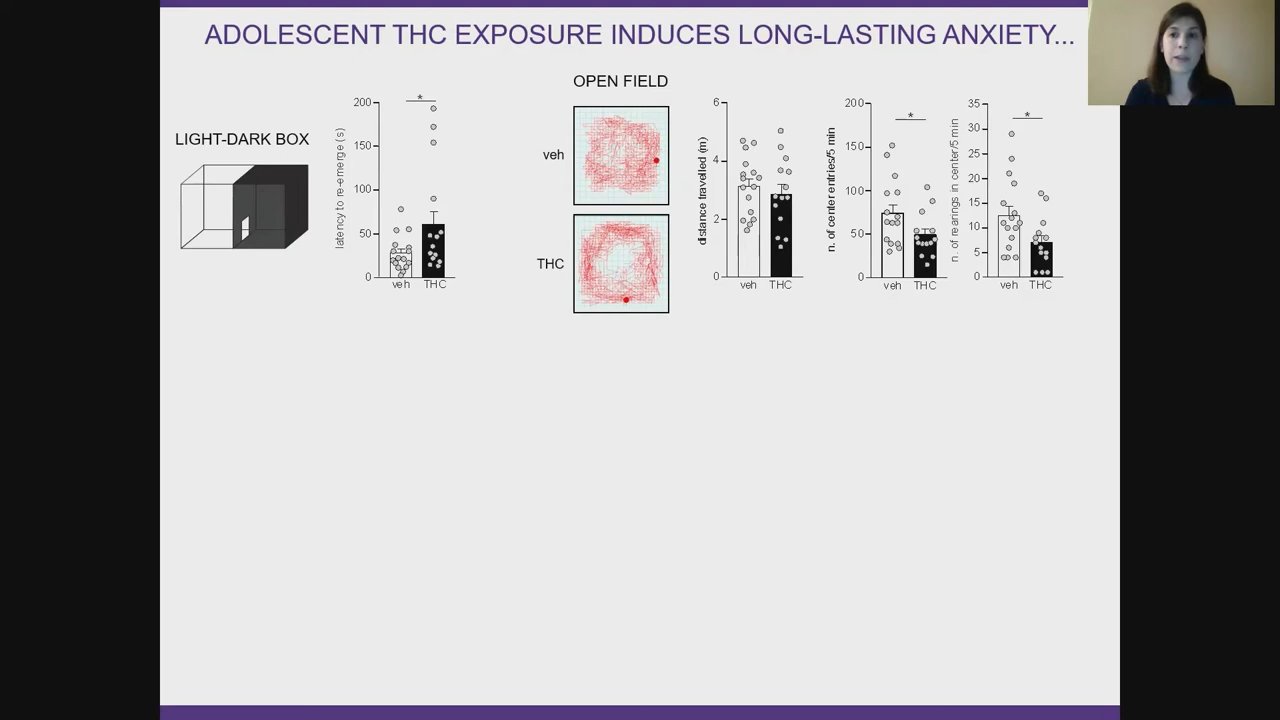 ADOLESCENT THC EXPOSURE INDUCES LONG-LASTING ANXIETY...
LIGHT-DARK BOX
latency to re-emerge (s)
200
150
100
50
0
*
veh THC
OPEN FIELD
veh
THC
distance travelled (m)
6
4
2
0
veh THC
n. of center entries/5 min
200
150
100
50
0
*
veh THC
n. of rearings in center/5 min
35
30
25
20
15
10
5
0
*
veh THC